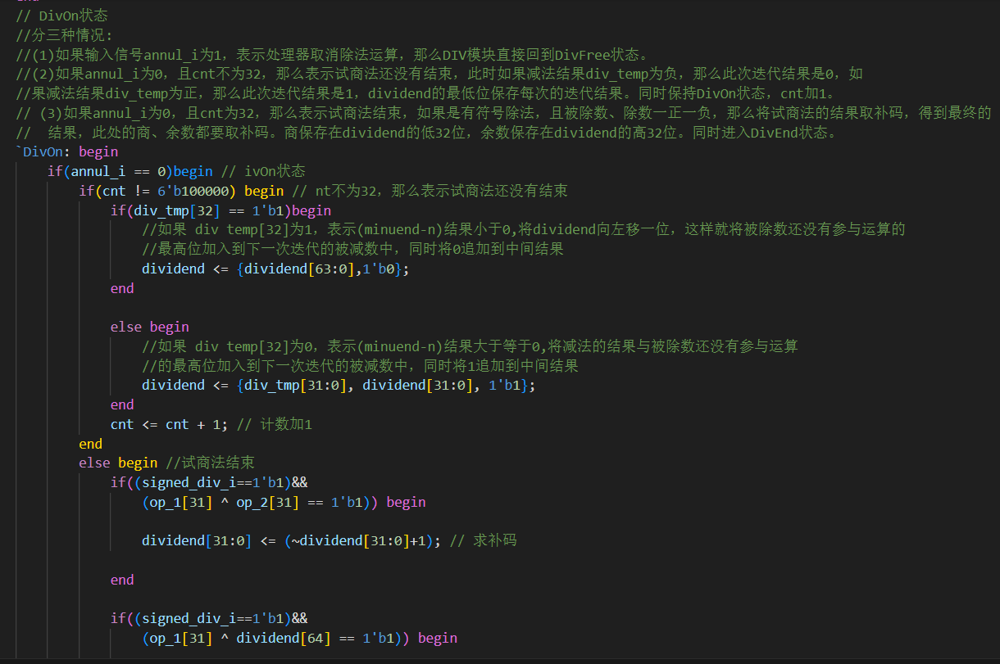 end
// DivOn状态
//分三种情况:
//(1)如果输入信号annul_i为1，表示处理器取消除法运算，那么DIV模块直接回到DivFree状态。
//(2)如果annul_i为0，且cnt不为32，那么表示试商法还没有结束，此时如果减法结果div_temp为负，那么此次迭代结果是0，如
//果减法结果div_temp为正，那么此次迭代结果是1，dividend的最低位保存每次的迭代结果。同时保持DivOn状态，cnt加1。
// (3)如果annul_i为0，且cnt为32，那么表示试商法结束，如果是有符号除法，且被除数、除数一正一负，那么将试商法的结果取补码，得到最终的
//  结果，此处的商、余数都要取补码。商保存在dividend的低32位，余数保存在dividend的高32位。同时进入DivEnd状态。
`DivOn: begin
if(annul_i == 0)begin // ivOn状态
if(cnt != 6'b100000) begin // nt不为32，那么表示试商法还没有结束
if(div_tmp[32] == 1'b1)begin
//如果 div temp[32]为1，表示(minuend-n)结果小于0,将dividend向左移一位，这样就将被除数还没有参与运算的
//最高位加入到下一次迭代的被减数中，同时将0追加到中间结果
dividend <= {dividend[63:0],1'b0};
end
else begin
//如果 div temp[32]为0，表示(minuend-n)结果大于等于0,将减法的结果与被除数还没有参与运算
//的最高位加入到下一次迭代的被减数中，同时将1追加到中间结果
dividend <= {div_tmp[31:0], dividend[31:0], 1'b1};
end
cnt <= cnt + 1; // 计数加1
end
else begin //试商法结束
if((signed_div_i==1'b1)&&
(op_1[31] ^ op_2[31] == 1'b1)) begin
dividend[31:0] <= (~dividend[31:0]+1); // 求补码
end
if((signed_div_i==1'b1)&&
(op_1[31] ^ dividend[64] == 1'b1)) begin